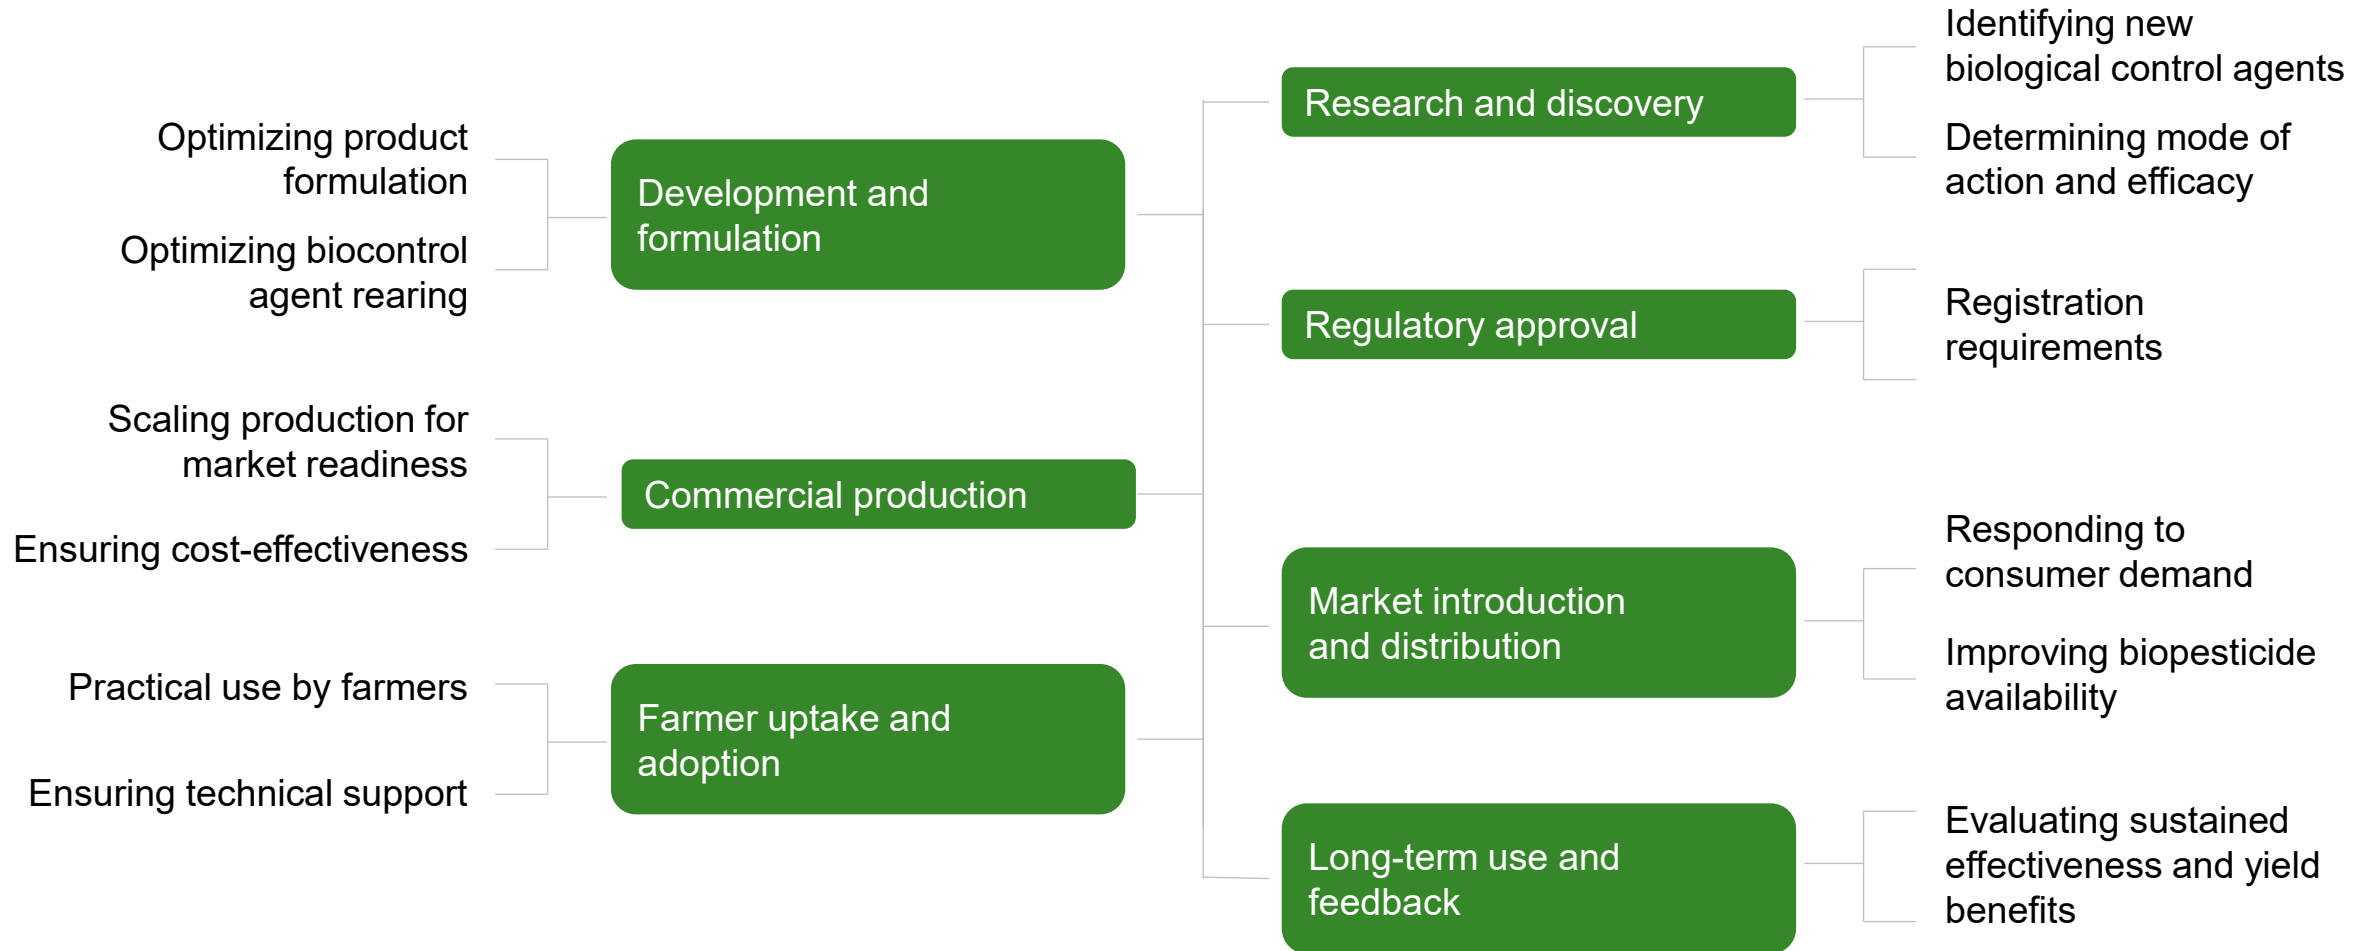 Optimizing product
formulation
Optimizing biocontrol
agent rearing
Development and
formulation
Scaling production for
market readiness
Ensuring cost-effectiveness
Commercial production
Practical use by farmers
Ensuring technical support
Farmer uptake and
adoption
Research and discovery
Identifying new
biological control agents
Determining mode of
action and efficacy
Regulatory approval
Registration
requirements
Market introduction
and distribution
Responding to
consumer demand
Improving biopesticide
availability
Long-term use and
feedback
Evaluating sustained
effectiveness and yield
benefits